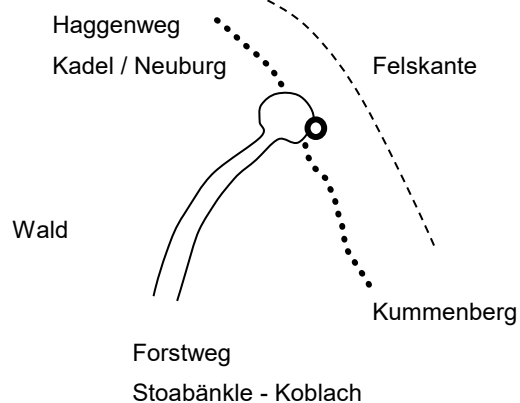 Haggenweg
Kadel / Neuburg
Felskante
Wald
Kummenberg
Forstweg
Stoabänkle - Koblach